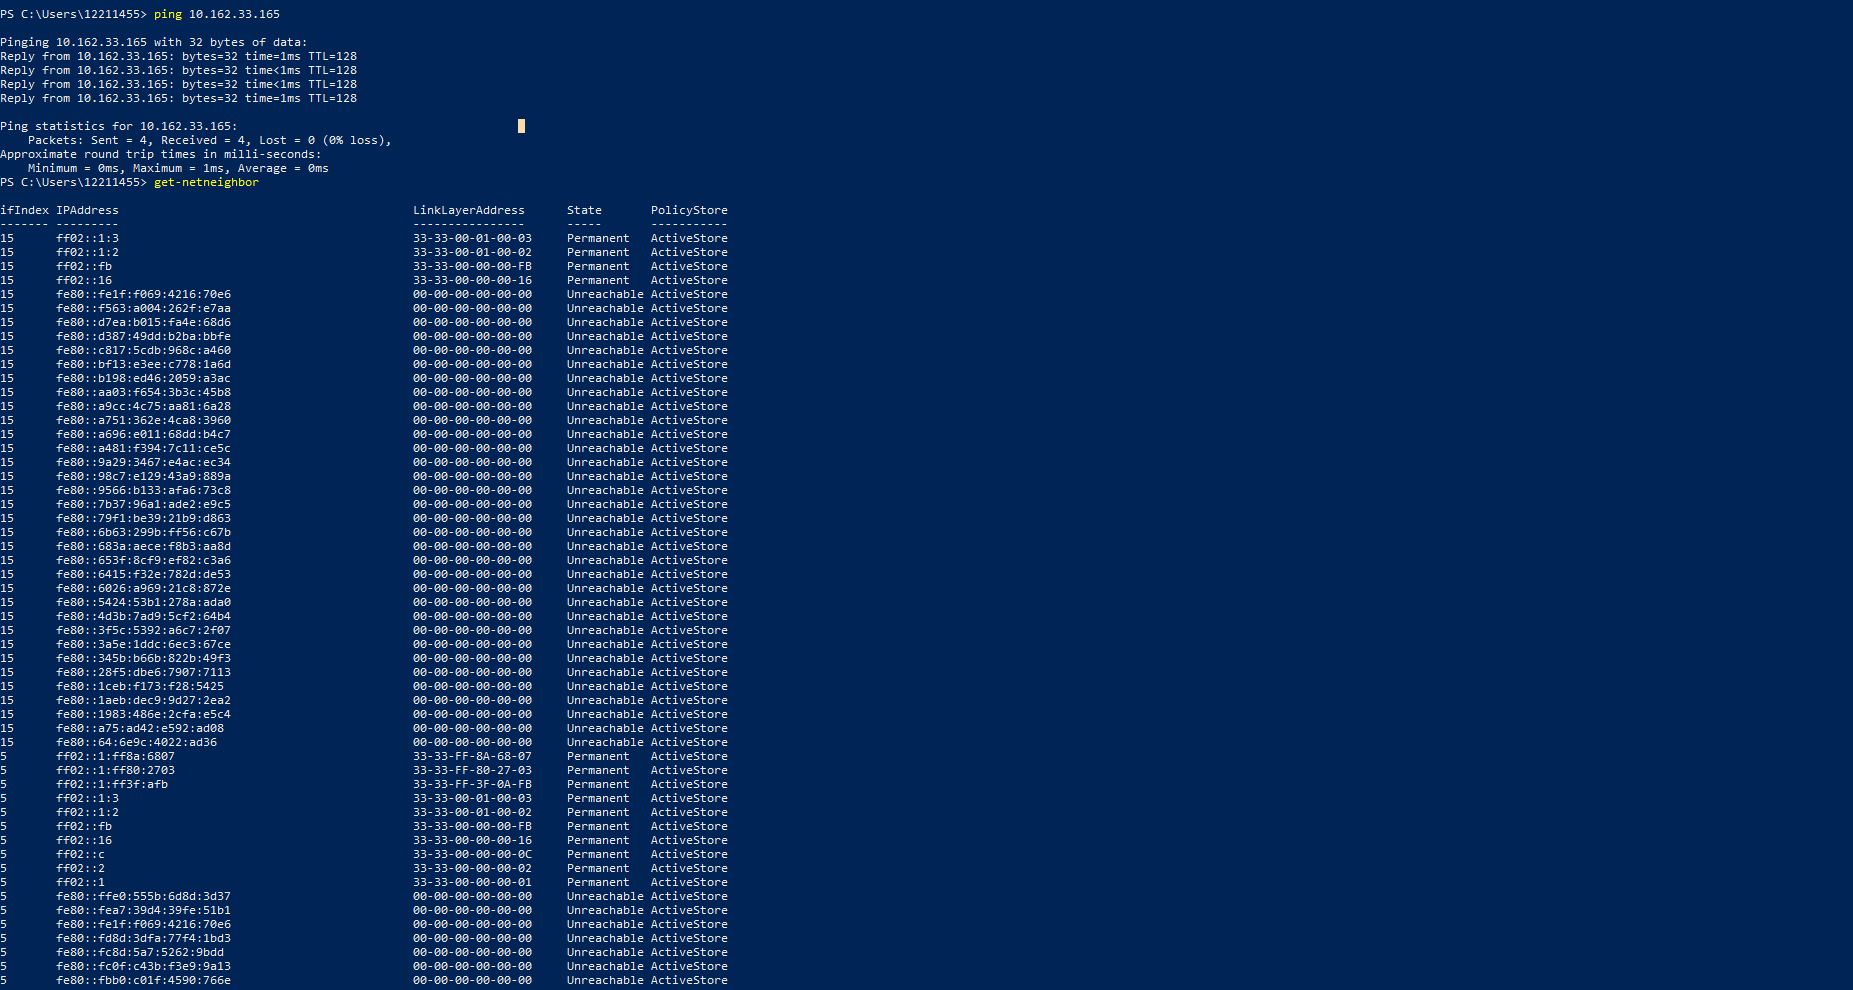 PS C:\Users\12211455> ping 10.162.33.165
Pinging 10.162.33.165 with 32 bytes of data:
Reply from 10.162.33.165: bytes=32 time=1ms TTL=128
Reply from 10.162.33.165: bytes=32 time<1ms TTL=128
Reply from 10.162.33.165: bytes=32 time<1ms TTL=128
Reply from 10.162.33.165: bytes=32 time=1ms TTL=128
Ping statistics for 10.162.33.165:
    Packets: Sent = 4, Received = 4, Lost = 0 (0% loss),
Approximate round trip times in milli-seconds:
    Minimum = 0ms, Maximum = 1ms, Average = 0ms
PS C:\Users\12211455> get-netneighbor
ifIndex IPAddress LinkLayerAddress State PolicyStore
------- --------- ---------------- ----- -----------
15 ff02::1:3 33-33-00-01-00-03 Permanent ActiveStore
15 ff02::1:2 33-33-00-01-00-02 Permanent ActiveStore
15 ff02::fb 33-33-00-00-00-FB Permanent ActiveStore
15 ff02::16 33-33-00-00-00-16 Permanent ActiveStore
15 fe80::fe1f:f069:4216:70e6 00-00-00-00-00-00 Unreachable ActiveStore
15 fe80::f563:a004:262f:e7aa 00-00-00-00-00-00 Unreachable ActiveStore
15 fe80::d7ea:b015:fa4e:68d6 00-00-00-00-00-00 Unreachable ActiveStore
15 fe80::d387:49dd:b2ba:bbfe 00-00-00-00-00-00 Unreachable ActiveStore
15 fe80::c817:5cdb:968c:a460 00-00-00-00-00-00 Unreachable ActiveStore
15 fe80::bf13:e3ee:c778:1a6d 00-00-00-00-00-00 Unreachable ActiveStore
15 fe80::b198:ed46:2059:a3ac 00-00-00-00-00-00 Unreachable ActiveStore
15 fe80::aa03:f654:3b3c:45b8 00-00-00-00-00-00 Unreachable ActiveStore
15 fe80::a9cc:4c75:aa81:6a28 00-00-00-00-00-00 Unreachable ActiveStore
15 fe80::a751:362e:4ca8:3960 00-00-00-00-00-00 Unreachable ActiveStore
15 fe80::a696:e011:68dd:b4c7 00-00-00-00-00-00 Unreachable ActiveStore
15 fe80::a481:f394:7c11:ce5c 00-00-00-00-00-00 Unreachable ActiveStore
15 fe80::9a29:3467:e4ac:ec34 00-00-00-00-00-00 Unreachable ActiveStore
15 fe80::98c7:e129:43a9:889a 00-00-00-00-00-00 Unreachable ActiveStore
15 fe80::9566:b133:afa6:73c8 00-00-00-00-00-00 Unreachable ActiveStore
15 fe80::7b37:96a1:ade2:e9c5 00-00-00-00-00-00 Unreachable ActiveStore
15 fe80::79f1:be39:21b9:d863 00-00-00-00-00-00 Unreachable ActiveStore
15 fe80::6b63:299b:ff56:c67b 00-00-00-00-00-00 Unreachable ActiveStore
15 fe80::683a:aece:f8b3:aa8d 00-00-00-00-00-00 Unreachable ActiveStore
15 fe80::653f:8cf9:ef82:c3a6 00-00-00-00-00-00 Unreachable ActiveStore
15 fe80::6415:f32e:782d:de53 00-00-00-00-00-00 Unreachable ActiveStore
15 fe80::6026:a969:21c8:872e 00-00-00-00-00-00 Unreachable ActiveStore
15 fe80::5424:53b1:278a:ada0 00-00-00-00-00-00 Unreachable ActiveStore
15 fe80::4d3b:7ad9:5cf2:64b4 00-00-00-00-00-00 Unreachable ActiveStore
15 fe80::3f5c:5392:a6c7:2f07 00-00-00-00-00-00 Unreachable ActiveStore
15 fe80::3a5e:1ddc:6ec3:67ce 00-00-00-00-00-00 Unreachable ActiveStore
15 fe80::345b:b66b:822b:49f3 00-00-00-00-00-00 Unreachable ActiveStore
15 fe80::28f5:dbe6:7907:7113 00-00-00-00-00-00 Unreachable ActiveStore
15 fe80::1ceb:f173:f28:5425 00-00-00-00-00-00 Unreachable ActiveStore
15 fe80::1aeb:dec9:9d27:2ea2 00-00-00-00-00-00 Unreachable ActiveStore
15 fe80::1983:486e:2cfa:e5c4 00-00-00-00-00-00 Unreachable ActiveStore
15 fe80::a75:ad42:e592:ad08 00-00-00-00-00-00 Unreachable ActiveStore
15 fe80::64:6e9c:4022:ad36 00-00-00-00-00-00 Unreachable ActiveStore
5 ff02::1:ff8a:6807 33-33-FF-8A-68-07 Permanent ActiveStore
5 ff02::1:ff80:2703 33-33-FF-80-27-03 Permanent ActiveStore
5 ff02::1:ff3f:afb 33-33-FF-3F-0A-FB Permanent ActiveStore
5 ff02::1:3 33-33-00-01-00-03 Permanent ActiveStore
5 ff02::1:2 33-33-00-01-00-02 Permanent ActiveStore
5 ff02::fb 33-33-00-00-00-FB Permanent ActiveStore
5 ff02::16 33-33-00-00-00-16 Permanent ActiveStore
5 ff02::c 33-33-00-00-00-0C Permanent ActiveStore
5 ff02::2 33-33-00-00-00-02 Permanent ActiveStore
5 ff02::1 33-33-00-00-00-01 Permanent ActiveStore
5 fe80::ffe0:555b:6d8d:3d37 00-00-00-00-00-00 Unreachable ActiveStore
5 fe80::fea7:39d4:39fe:51b1 00-00-00-00-00-00 Unreachable ActiveStore
5 fe80::fe1f:f069:4216:70e6 00-00-00-00-00-00 Unreachable ActiveStore
5 fe80::fd8d:3dfa:77f4:1bd3 00-00-00-00-00-00 Unreachable ActiveStore
5 fe80::fc8d:5a7:5262:9bdd 00-00-00-00-00-00 Unreachable ActiveStore
5 fe80::fc0f:c43b:f3e9:9a13 00-00-00-00-00-00 Unreachable ActiveStore
5 fe80::fbb0:c01f:4590:766e 00-00-00-00-00-00 Unreachable ActiveStore